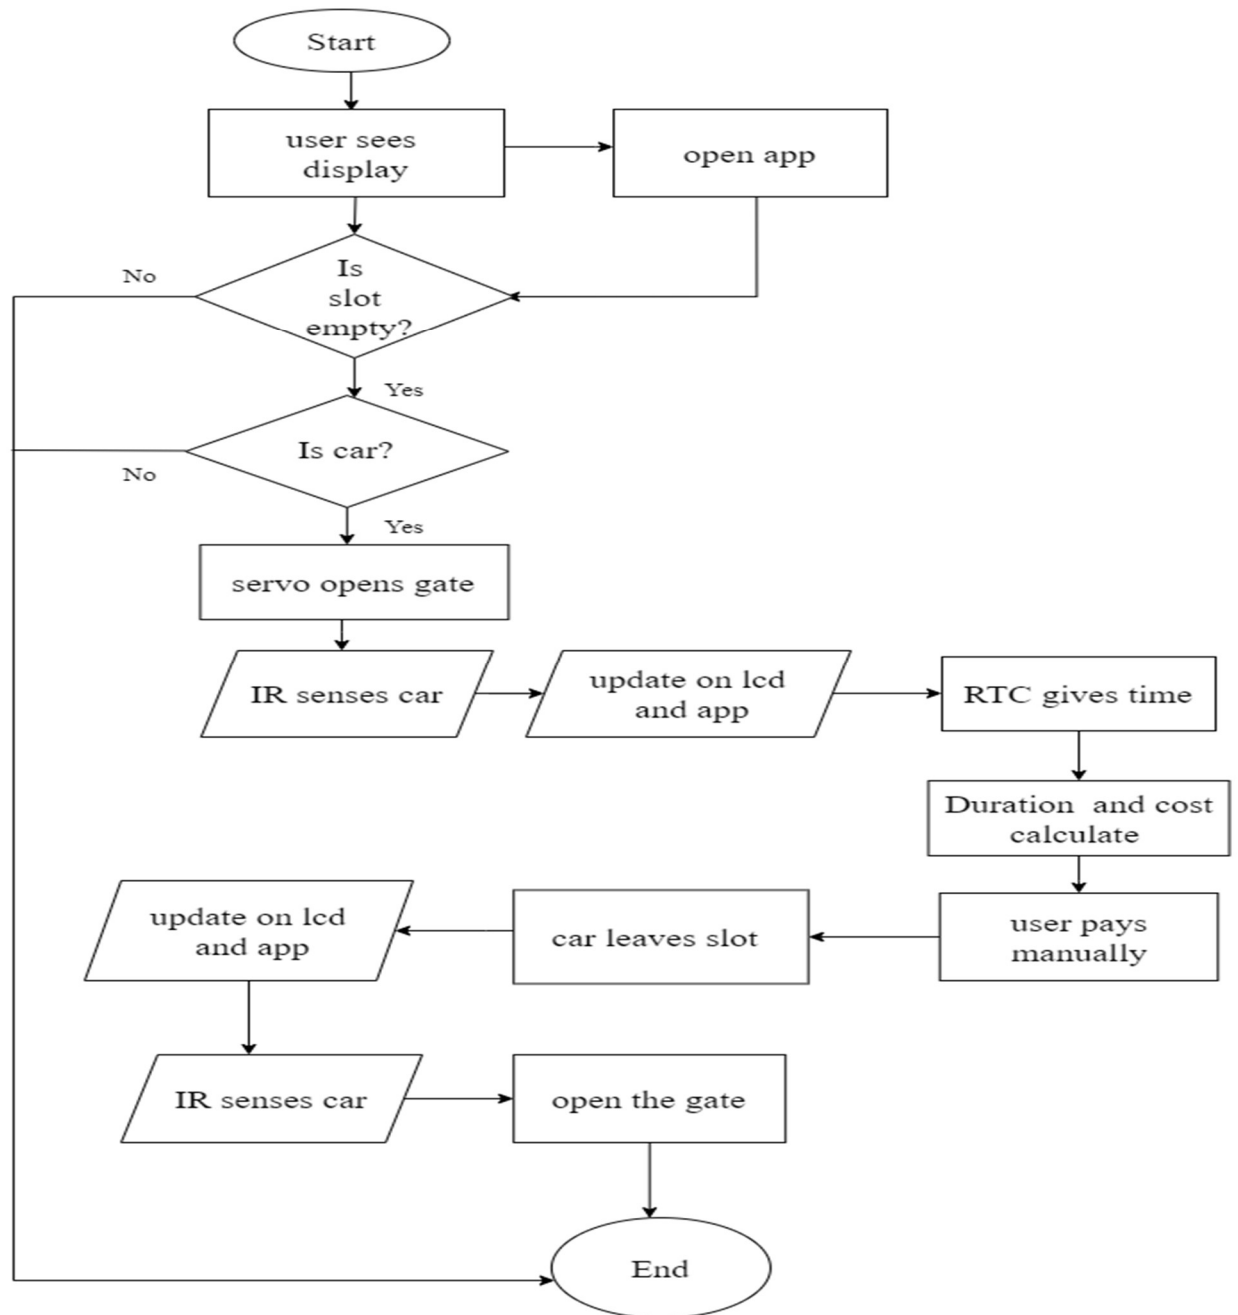 Start
user sees
display
open app
No
Is
slot
empty?
Yes
Is car?
No
Yes
servo opens gate
IR senses car
update on lcd
and app
RTC gives time
Duration and cost
calculate
user pays
manually
car leaves slot
update on lcd
and app
IR senses car
open the gate
End